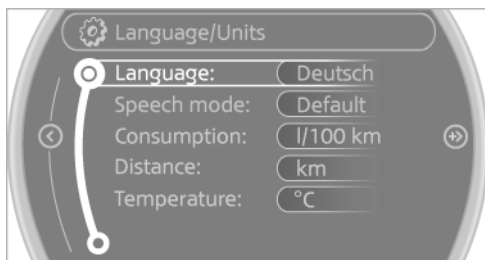 Language/Units
Language: Deutsch
Speech mode: Default
Consumption: l/100 km
Distance: km
Temperature: °C